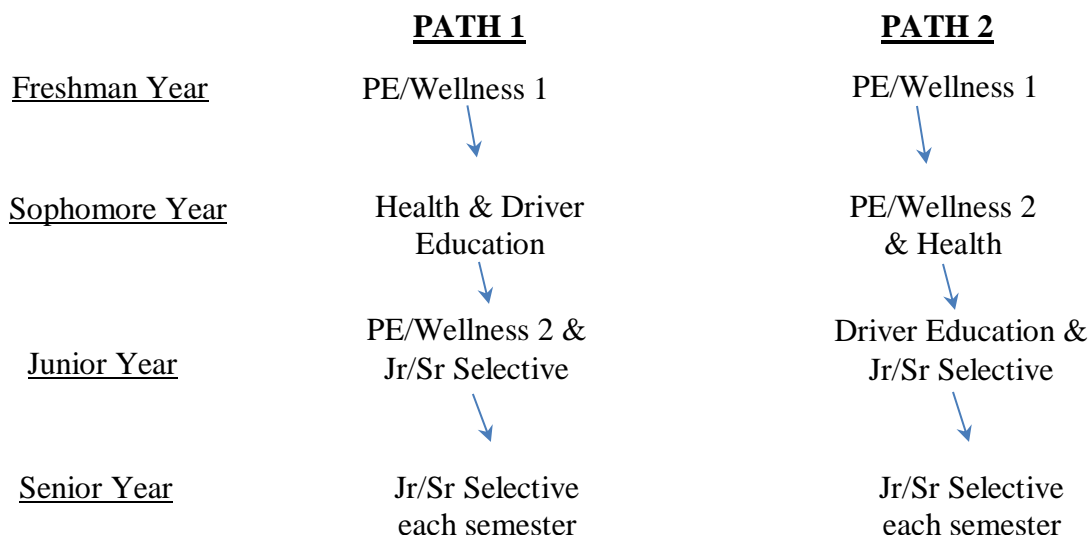 PATH 1 PATH 2
Freshman Year PE/Wellness 1 PE/Wellness 1
Sophomore Year Health & Driver PE/Wellness 2
Education & Health
PE/Wellness 2 & Driver Education &
Junior Year Jr/Sr Selective Jr/Sr Selective
Senior Year Jr/Sr Selective Jr/Sr Selective
each semester each semester